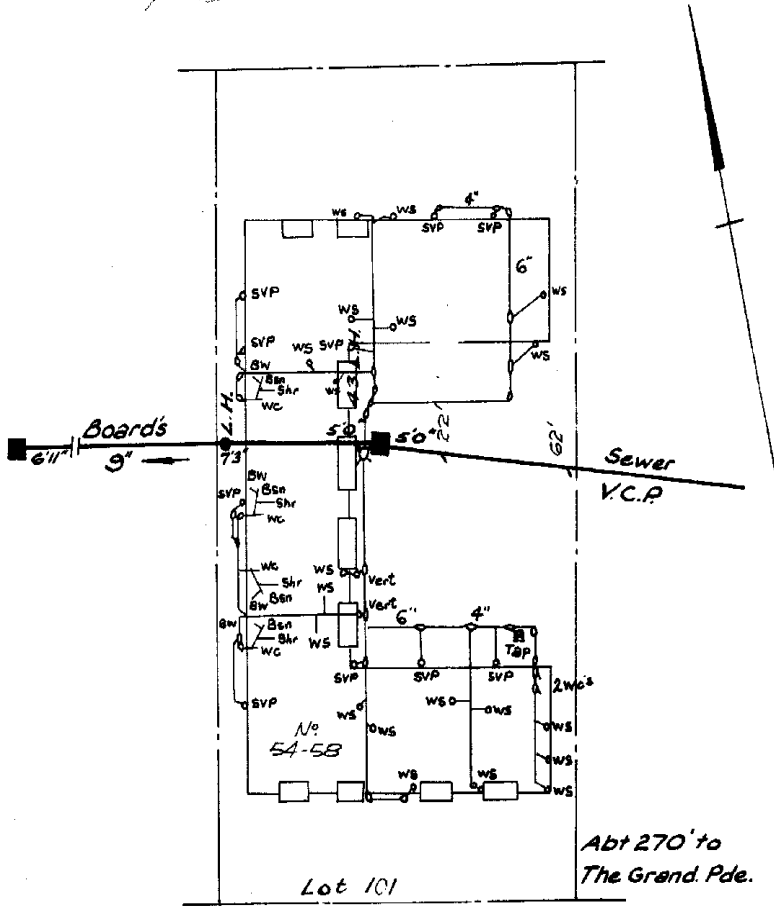 WS
WS
4"
SVP
SVP
6"
SVP
WS
WS
WS
SVP
WS
SVP
WS
BW
Bsn
Shr
WC
WS
L.H.
Board's
6'11"
9"
7'3"
5'0"
5'0"
22'
62'
Sewer
V.C.P.
BW
SVP
Bsn
Shr
WC
WC
Shr
Bsn
BW
WS
WS
Vert
Vert
WS
BW
Bsn
Shr
WC
6"
4"
Tap
SVP
SVP
SVP
2 WC's
SVP
WS
WS
WS
WS
WS
WS
WS
WS
WS
No.
54-58
Lot 101
Abt 270' to
The Grand. Pde.